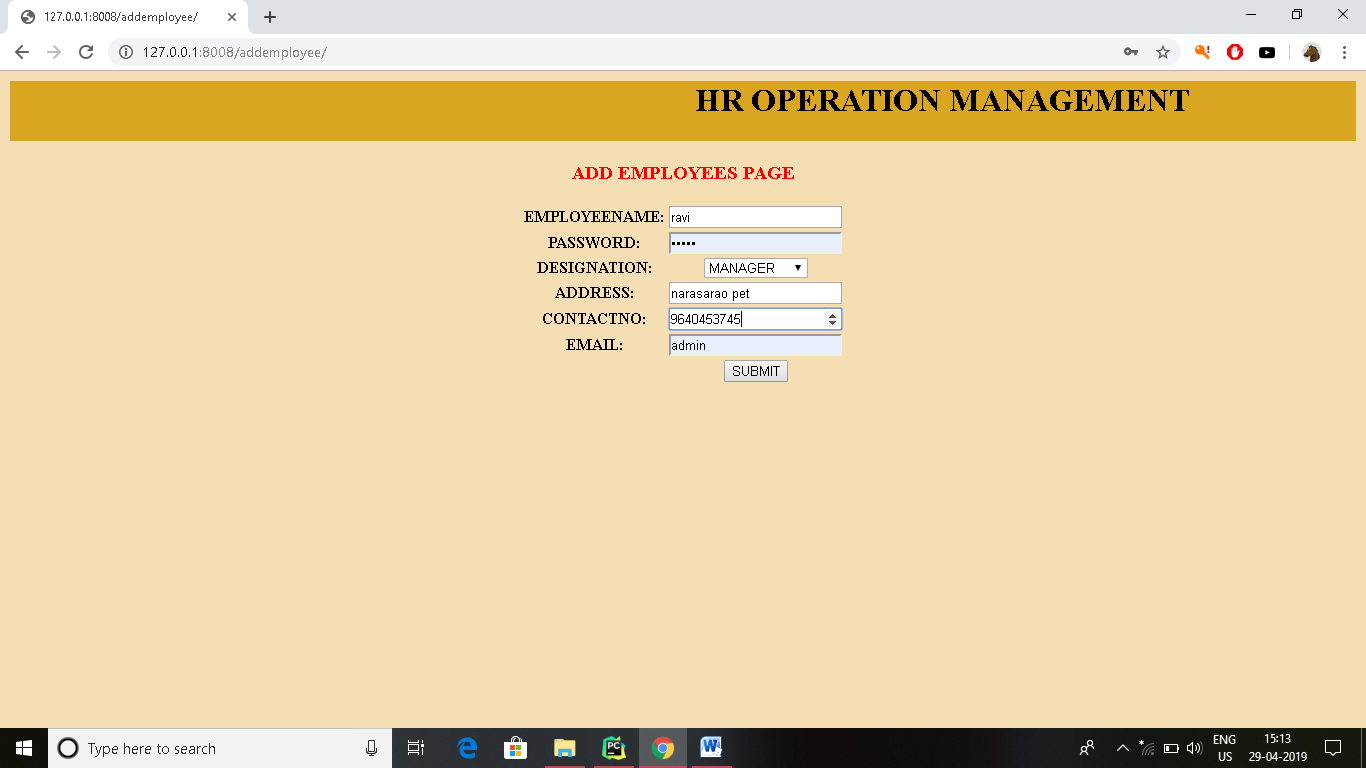 127.0.0.1:8008/addemployee/
127.0.0.1:8008/addemployee/
HR OPERATION MANAGEMENT
ADD EMPLOYEES PAGE
EMPLOYEENAME: ravi
PASSWORD: •••••
DESIGNATION: MANAGER
ADDRESS: narasarao pet
CONTACTNO: 9640453745
EMAIL: admin
SUBMIT
Type here to search
PC
W
ENG 15:13
US 29-04-2019